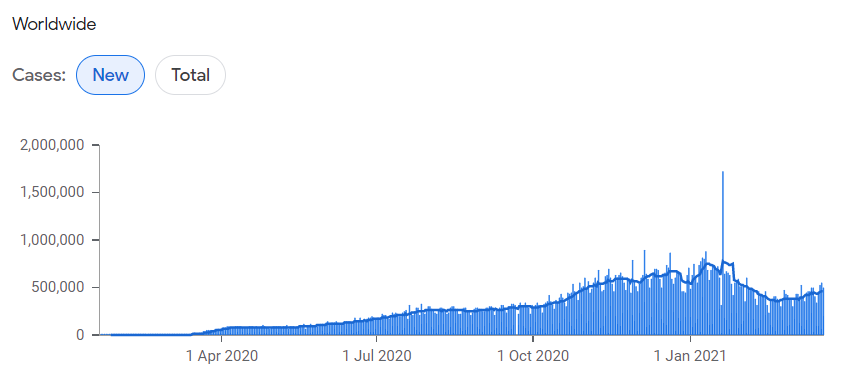 Worldwide
Cases: New Total
2,000,000
1,500,000
1,000,000
500,000
0
1 Apr 2020 1 Jul 2020 1 Oct 2020 1 Jan 2021